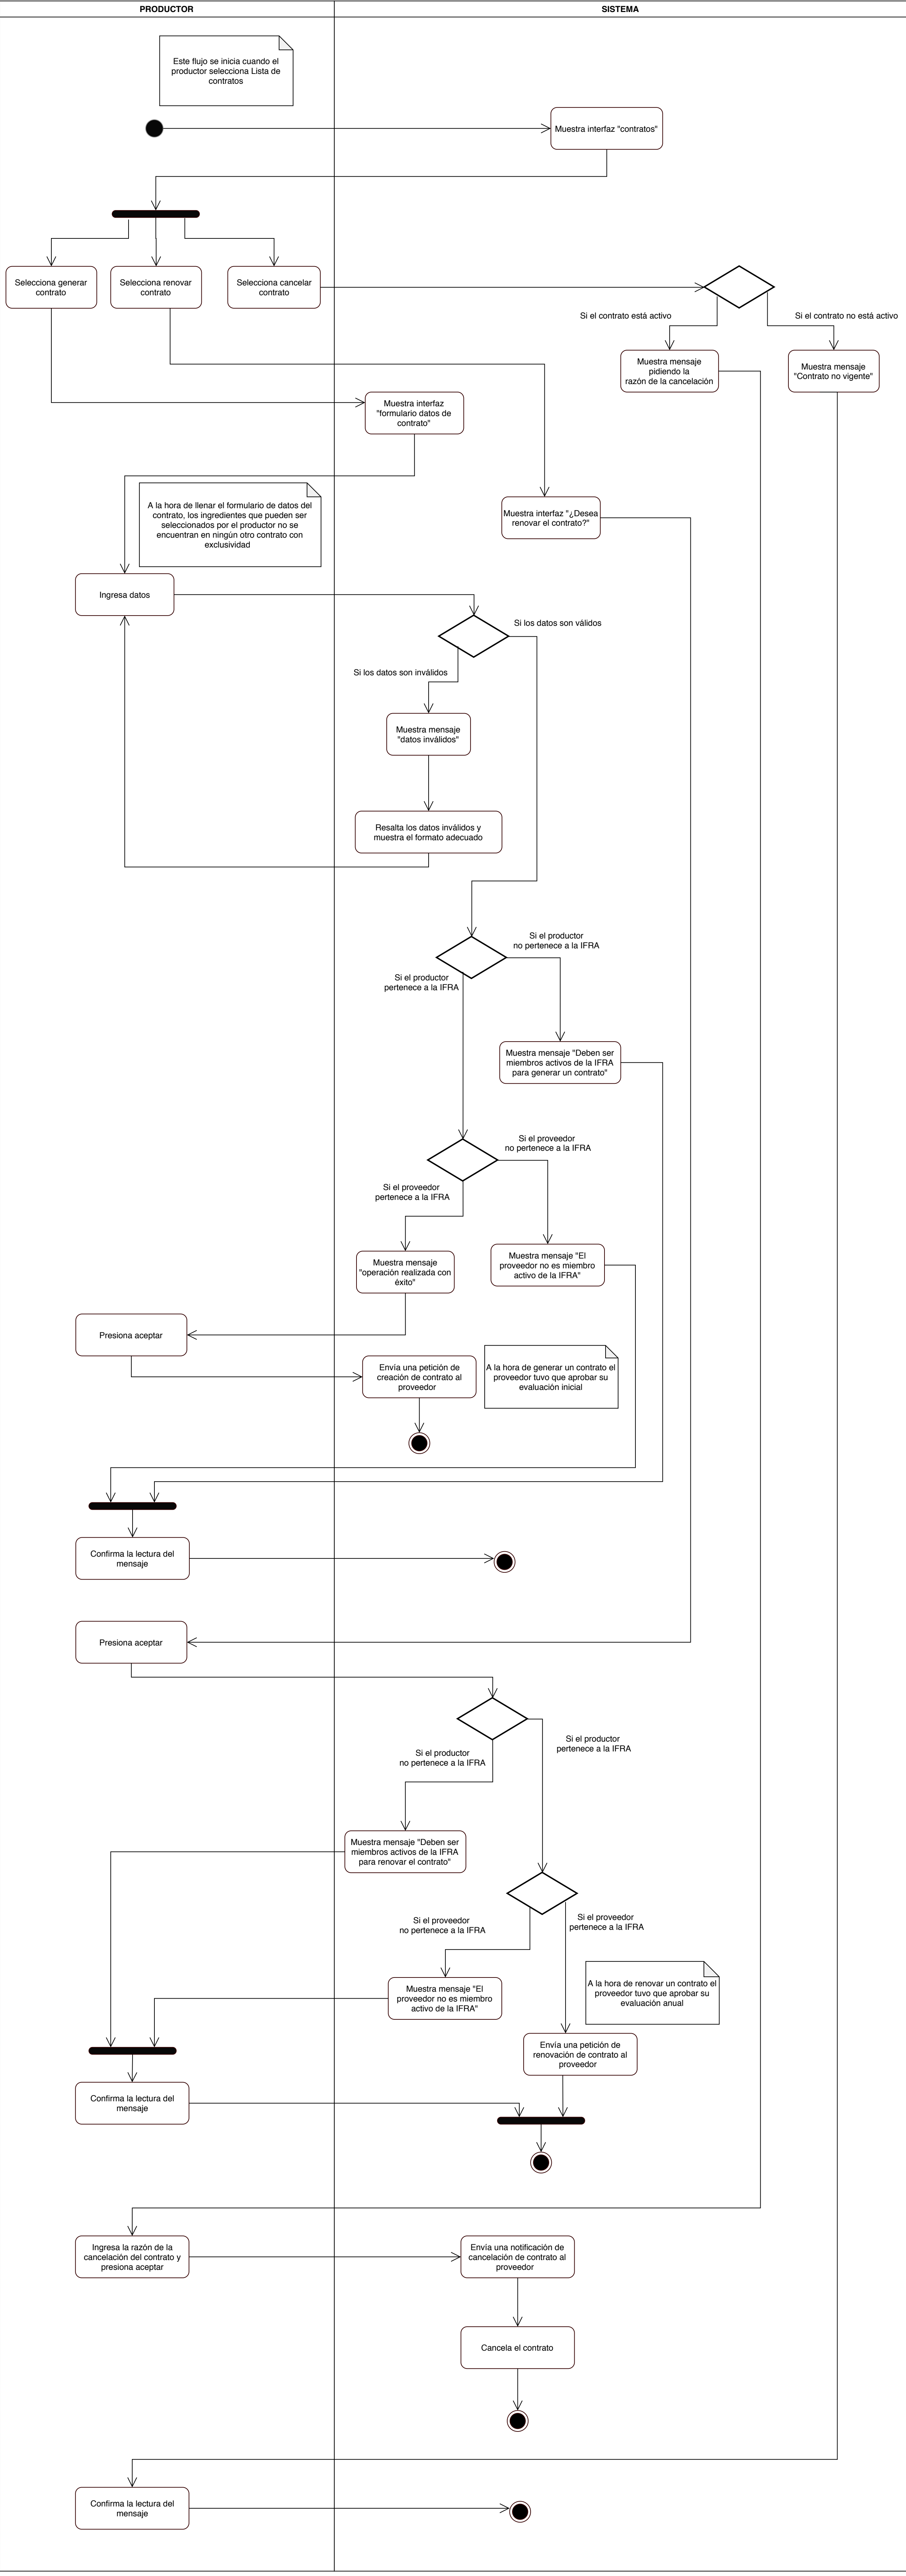 PRODUCTOR
SISTEMA
Este flujo se inicia cuando el
productor selecciona Lista de
contratos
Muestra interfaz "contratos"
Selecciona generar
contrato
Selecciona renovar
contrato
Selecciona cancelar
contrato
Si el contrato está activo
Si el contrato no está activo
Muestra mensaje
pidiendo la
razón de la cancelación
Muestra mensaje
"Contrato no vigente"
Muestra interfaz
"formulario datos de
contrato"
A la hora de llenar el formulario de datos del
contrato, los ingredientes que pueden ser
seleccionados por el productor no se
encuentran en ningún otro contrato con
exclusividad
Muestra interfaz "¿Desea
renovar el contrato?"
Ingresa datos
Si los datos son válidos
Si los datos son inválidos
Muestra mensaje
"datos inválidos"
Resalta los datos inválidos y
muestra el formato adecuado
Si el productor
no pertenece a la IFRA
Si el productor
pertenece a la IFRA
Muestra mensaje "Deben ser
miembros activos de la IFRA
para generar un contrato"
Si el proveedor
no pertenece a la IFRA
Si el proveedor
pertenece a la IFRA
Muestra mensaje
"operación realizada con
éxito"
Muestra mensaje "El
proveedor no es miembro
activo de la IFRA"
Presiona aceptar
Envía una petición de
creación de contrato al
proveedor
A la hora de generar un contrato el
proveedor tuvo que aprobar su
evaluación inicial
Confirma la lectura del
mensaje
Presiona aceptar
Si el productor
pertenece a la IFRA
Si el productor
no pertenece a la IFRA
Muestra mensaje "Deben ser
miembros activos de la IFRA
para renovar el contrato"
Si el proveedor
no pertenece a la IFRA
Si el proveedor
pertenece a la IFRA
Muestra mensaje "El
proveedor no es miembro
activo de la IFRA"
A la hora de renovar un contrato el
proveedor tuvo que aprobar su
evaluación anual
Envía una petición de
renovación de contrato al
proveedor
Confirma la lectura del
mensaje
Ingresa la razón de la
cancelación del contrato y
presiona aceptar
Envía una notificación de
cancelación de contrato al
proveedor
Cancela el contrato
Confirma la lectura del
mensaje